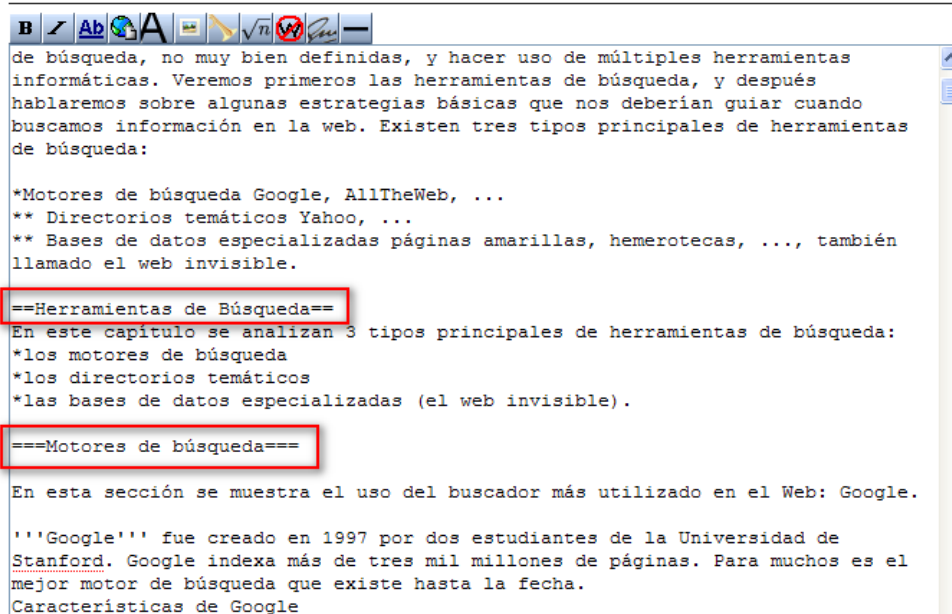 B I Ab A √n W
de búsqueda, no muy bien definidas, y hacer uso de múltiples herramientas
informáticas. Veremos primeros las herramientas de búsqueda, y después
hablaremos sobre algunas estrategias básicas que nos deberían guiar cuando
buscamos información en la web. Existen tres tipos principales de herramientas
de búsqueda:
*Motores de búsqueda Google, AllTheWeb, ...
** Directorios temáticos Yahoo, ...
** Bases de datos especializadas páginas amarillas, hemerotecas, ..., también
llamado el web invisible.
==Herramientas de Búsqueda==
En este capítulo se analizan 3 tipos principales de herramientas de búsqueda:
*los motores de búsqueda
*los directorios temáticos
*las bases de datos especializadas (el web invisible).
===Motores de búsqueda===
En esta sección se muestra el uso del buscador más utilizado en el Web: Google.
'''Google''' fue creado en 1997 por dos estudiantes de la Universidad de
Stanford. Google indexa más de tres mil millones de páginas. Para muchos es el
mejor motor de búsqueda que existe hasta la fecha.
Características de Google